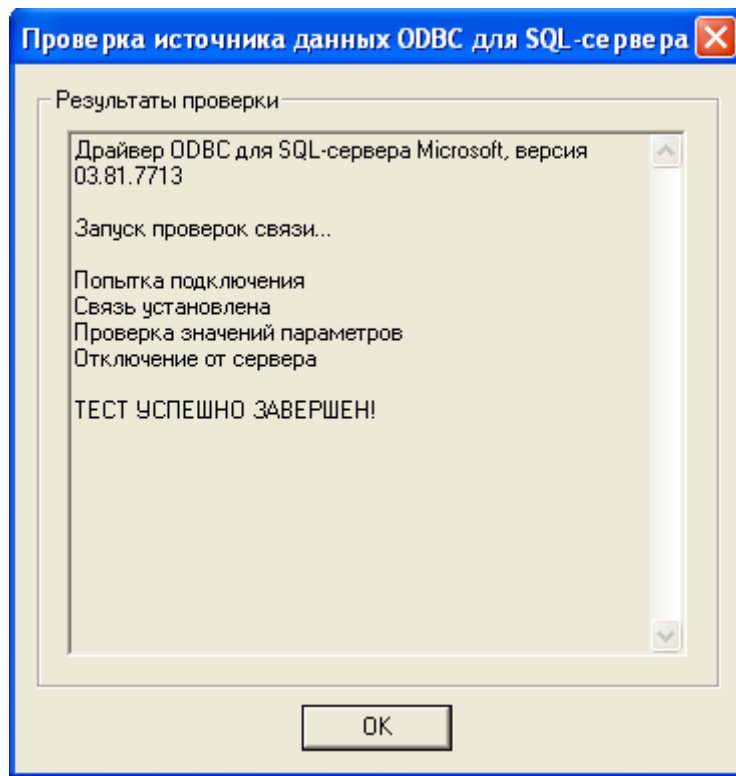 Проверка источника данных ODBC для SQL-сервера
Результаты проверки
Драйвер ODBC для SQL-сервера Microsoft, версия
03.81.7713
Запуск проверок связи...
Попытка подключения
Связь установлена
Проверка значений параметров
Отключение от сервера
ТЕСТ УСПЕШНО ЗАВЕРШЕН!
OK